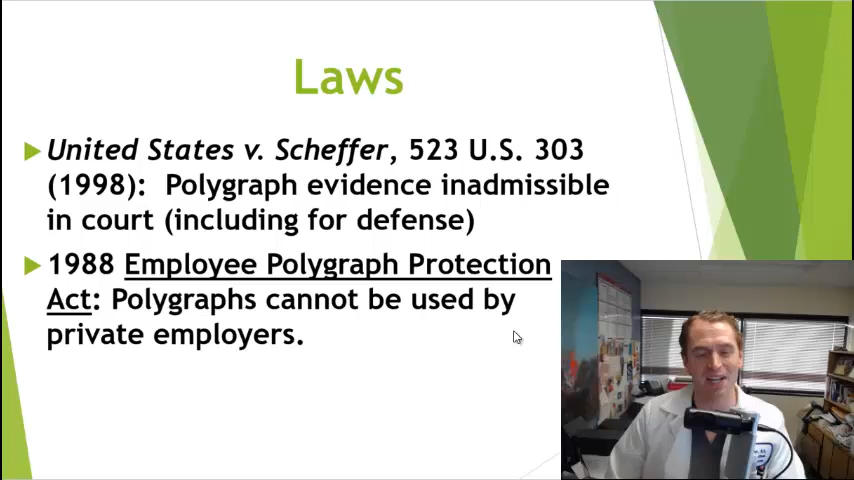 Laws
United States v. Scheffer, 523 U.S. 303
(1998): Polygraph evidence inadmissible
in court (including for defense)
1988 Employee Polygraph Protection
Act: Polygraphs cannot be used by
private employers.